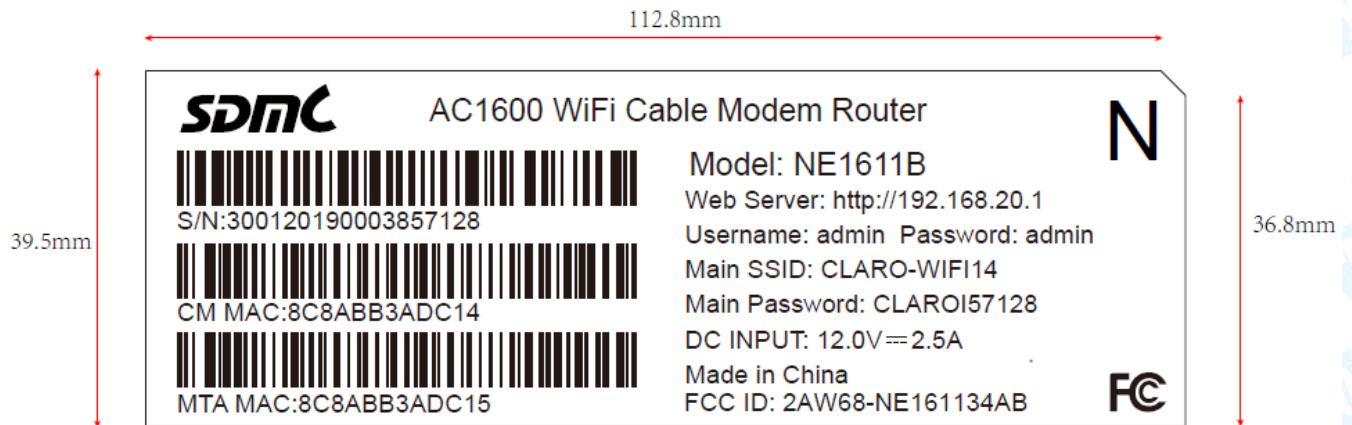 112.8mm
SDMC
AC1600 WiFi Cable Modem Router
N
S/N:300120190003857128
CM MAC:8C8ABB3ADC14
MTA MAC:8C8ABB3ADC15
Model: NE1611B
Web Server: http://192.168.20.1
Username: admin Password: admin
Main SSID: CLARO-WIFI14
Main Password: CLAROI57128
DC INPUT: 12.0V⎓2.5A
Made in China
FCC ID: 2AW68-NE161134AB
FC
39.5mm
36.8mm